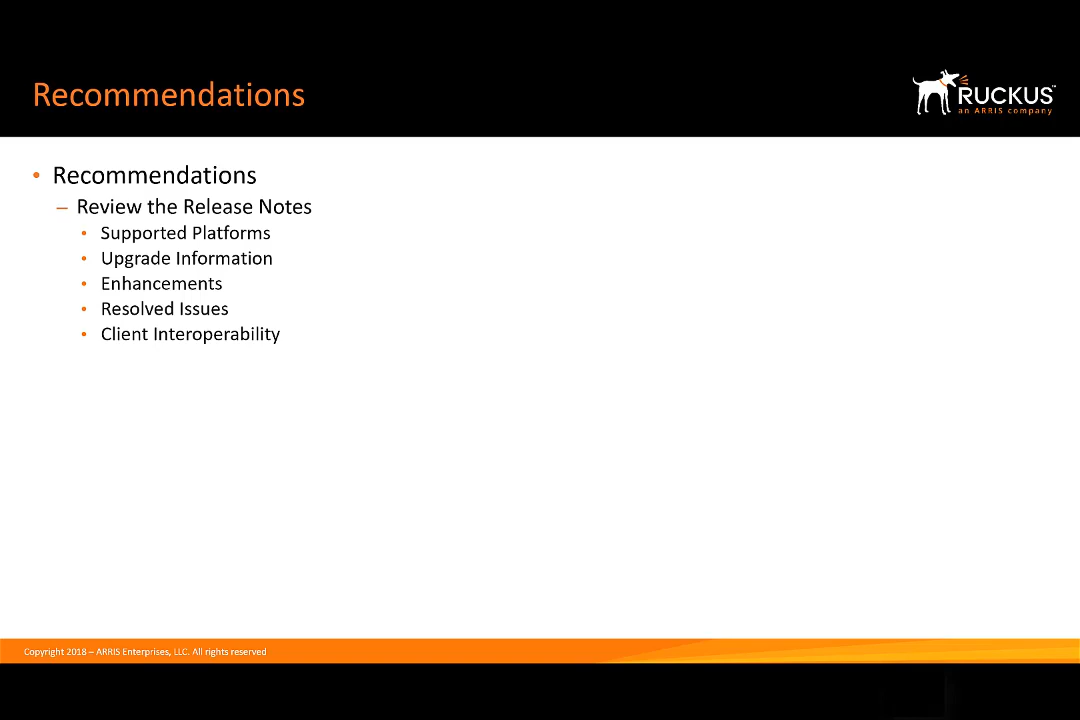 Recommendations
RUCKUS™
an ARRIS company
• Recommendations
– Review the Release Notes
• Supported Platforms
• Upgrade Information
• Enhancements
• Resolved Issues
• Client Interoperability
Copyright 2018 – ARRIS Enterprises, LLC. All rights reserved